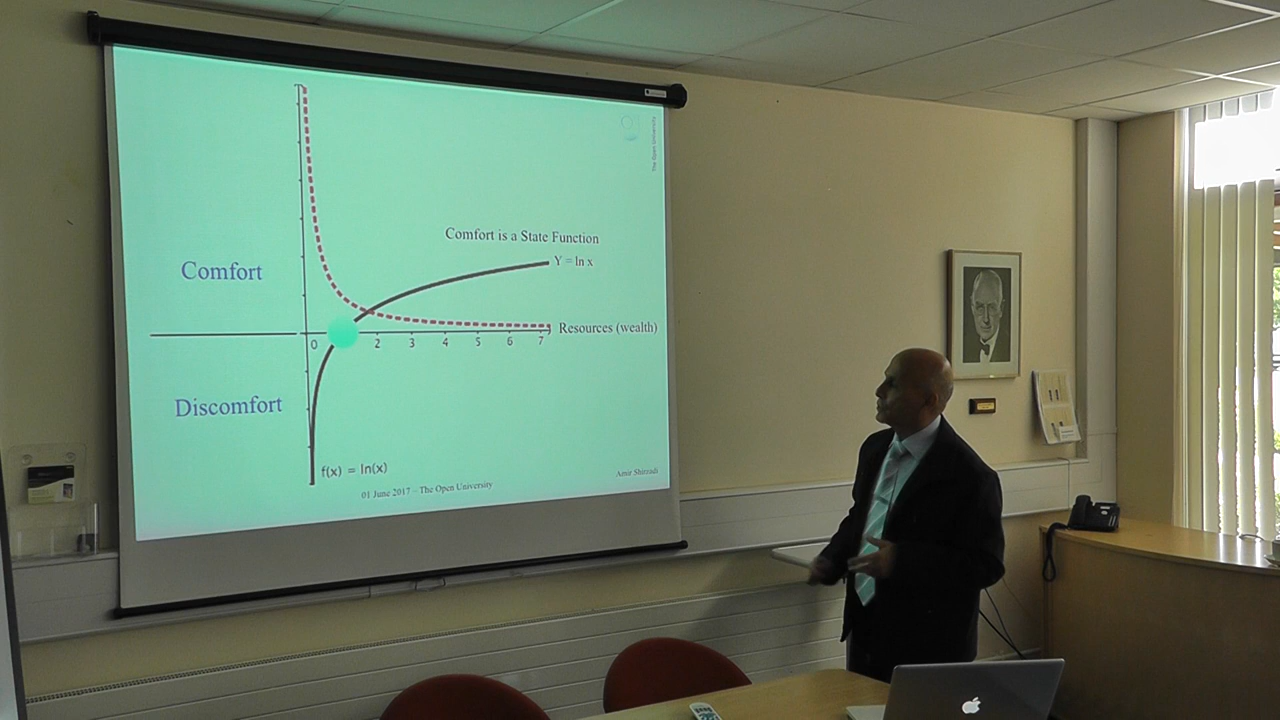 The Open University
Comfort is a State Function
Y = ln x
Comfort
Resources (wealth)
0 2 3 4 5 6 7
Discomfort
f(x) = ln(x)
01 June 2017 – The Open University
Amir Shirzadi